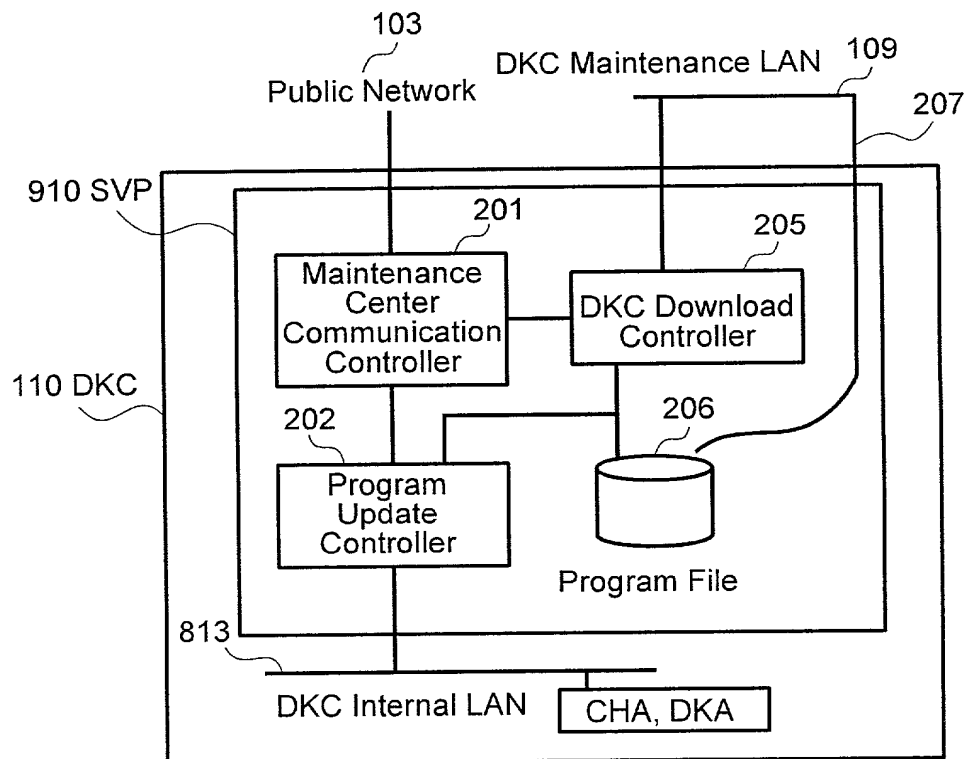 103
Public Network
DKC Maintenance LAN
109
207
910 SVP
201
205
Maintenance
Center
Communication
Controller
DKC Download
Controller
110 DKC
202
206
Program
Update
Controller
Program File
813
DKC Internal LAN
CHA, DKA